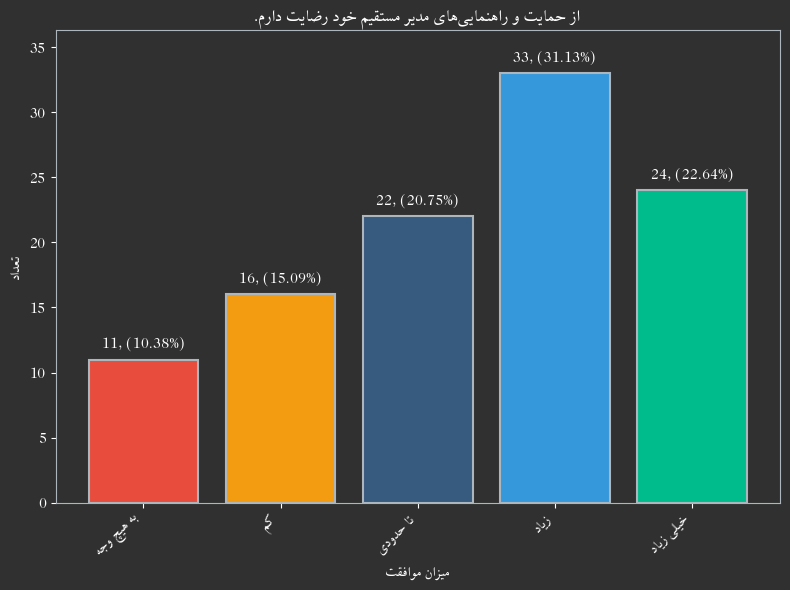 از حمایت و راهنمایی‌های مدیر مستقیم خود رضایت دارم.
35
30
25
20
15
10
5
0
تعداد
11, (10.38%)
16, (15.09%)
22, (20.75%)
33, (31.13%)
24, (22.64%)
به هیچ وجه
کم
تا حدودی
زیاد
خیلی زیاد
میزان موافقت